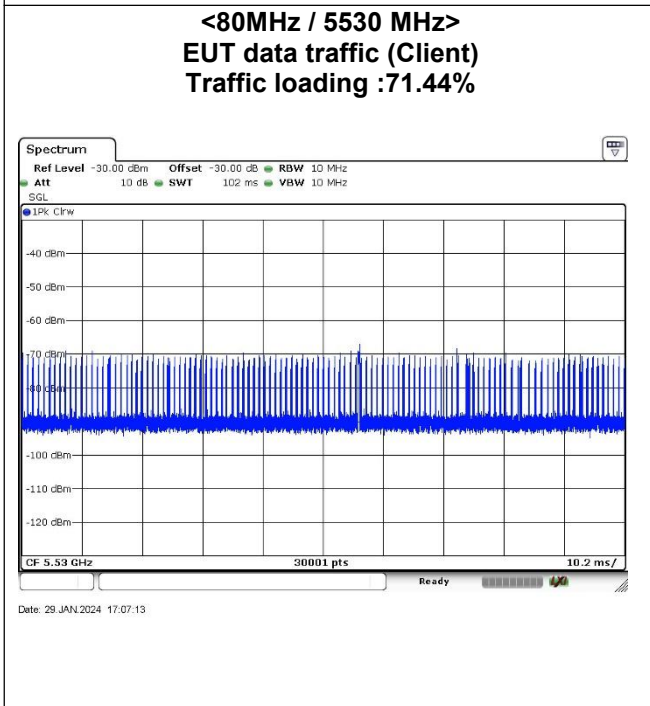 <80MHz / 5530 MHz>
EUT data traffic (Client)
Traffic loading :71.44%
Spectrum
Ref Level -30.00 dBm Offset -30.00 dB RBW 10 MHz
Att 10 dB SWT 102 ms VBW 10 MHz
SGL
1Pk Clrw
-40 dBm
-50 dBm
-60 dBm
-70 dBm
-80 dBm
-100 dBm
-110 dBm
-120 dBm
CF 5.53 GHz 30001 pts 10.2 ms/
Ready LXI
Date: 29.JAN.2024 17:07:13